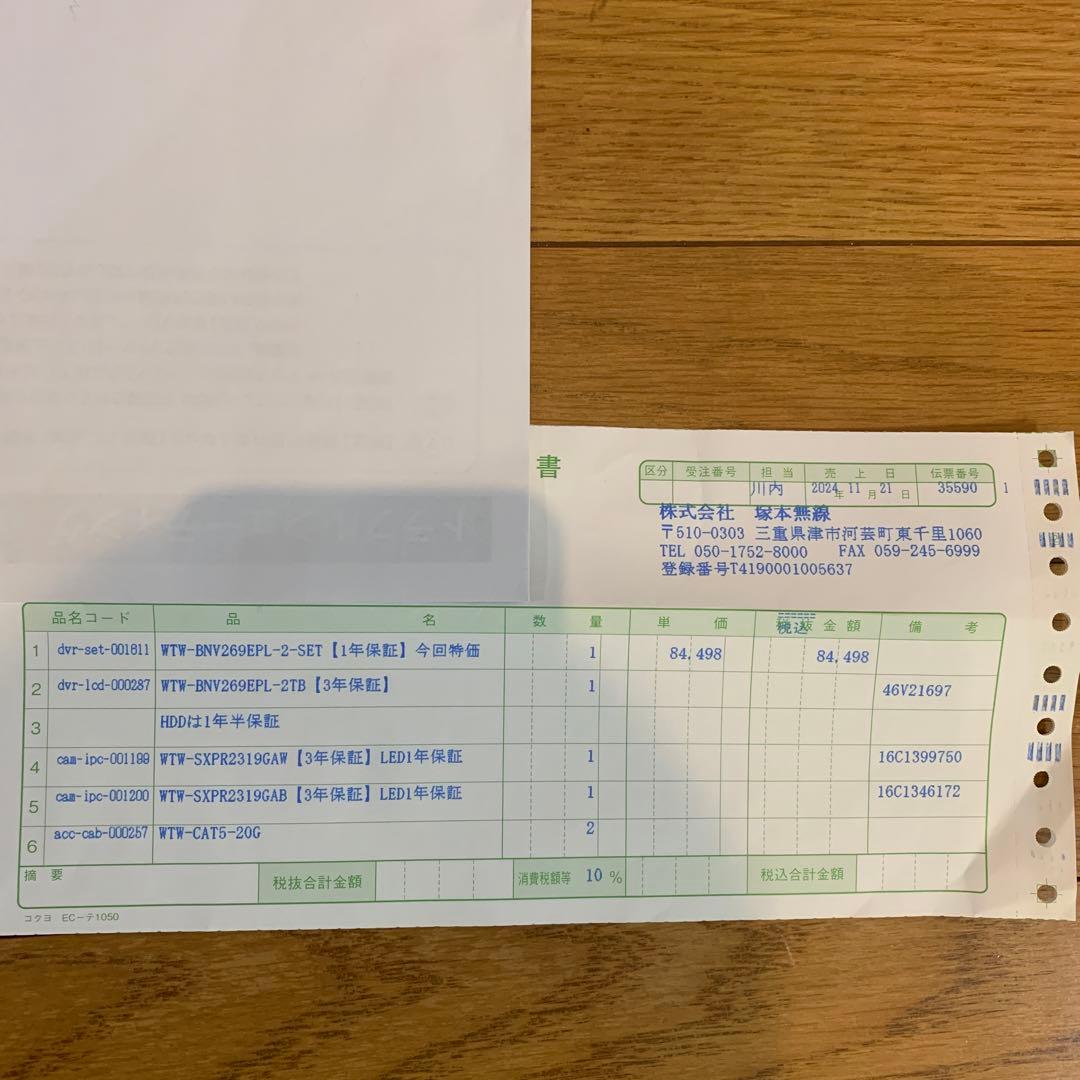 書
区分 受注番号 担当 売上日 伝票番号
川内 2024年11月21日 35590 1
株式会社 塚本無線
〒510-0303 三重県津市河芸町東千里1060
TEL 050-1752-8000 FAX 059-245-6999
登録番号T4190001005637
品名コード 品名 数量 単価 税込 金額 備考
1 dvr-set-001811 WTW-BNV269EPL-2-SET【1年保証】今回特価 1 84,498 84,498
2 dvr-lcd-000287 WTW-BNV269EPL-2TB【3年保証】 1 46V21697
3 HDDは1年半保証
4 cam-ipc-001199 WTW-SXPR2319GAW【3年保証】LED1年保証 1 16C1399750
5 cam-ipc-001200 WTW-SXPR2319GAB【3年保証】LED1年保証 1 16C1346172
6 acc-cab-000257 WTW-CAT5-20G 2
摘要 税抜合計金額 消費税額等 10 % 税込合計金額
コクヨ EC-テ1050